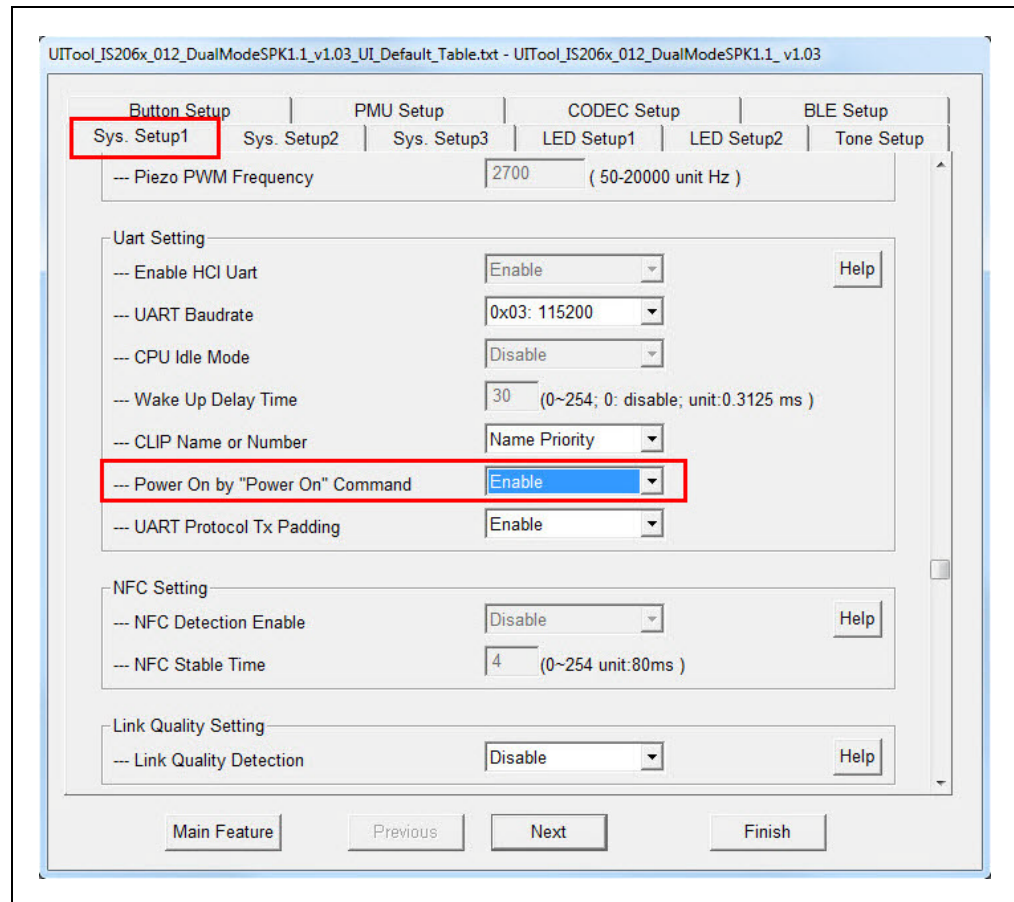 UITool_IS206x_012_DualModeSPK1.1_v1.03_UI_Default_Table.txt - UITool_IS206x_012_DualModeSPK1.1_ v1.03
Button Setup PMU Setup CODEC Setup BLE Setup
Sys. Setup1 Sys. Setup2 Sys. Setup3 LED Setup1 LED Setup2 Tone Setup
--- Piezo PWM Frequency 2700 ( 50-20000 unit Hz )
Uart Setting
--- Enable HCI Uart Enable Help
--- UART Baudrate 0x03: 115200
--- CPU Idle Mode Disable
--- Wake Up Delay Time 30 (0~254; 0: disable; unit:0.3125 ms )
--- CLIP Name or Number Name Priority
--- Power On by "Power On" Command Enable
--- UART Protocol Tx Padding Enable
NFC Setting
--- NFC Detection Enable Disable Help
--- NFC Stable Time 4 (0~254 unit:80ms )
Link Quality Setting
--- Link Quality Detection Disable Help
Main Feature Previous Next Finish